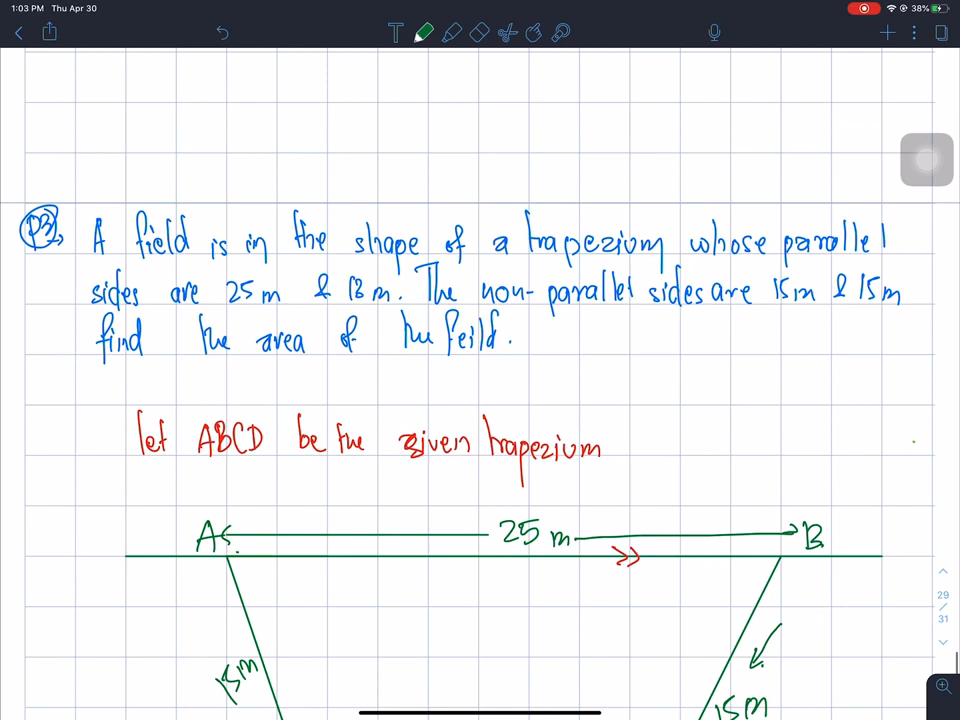 1:03 PM Thu Apr 30
38%
A field is in the shape of a trapezium whose parallel
sides are 25 m & 13 m. The non-parallel sides are 15 m & 15 m
find the area of the feild.
let ABCD be the given trapezium
A 25 m B
15 m 15 m
29
/
31